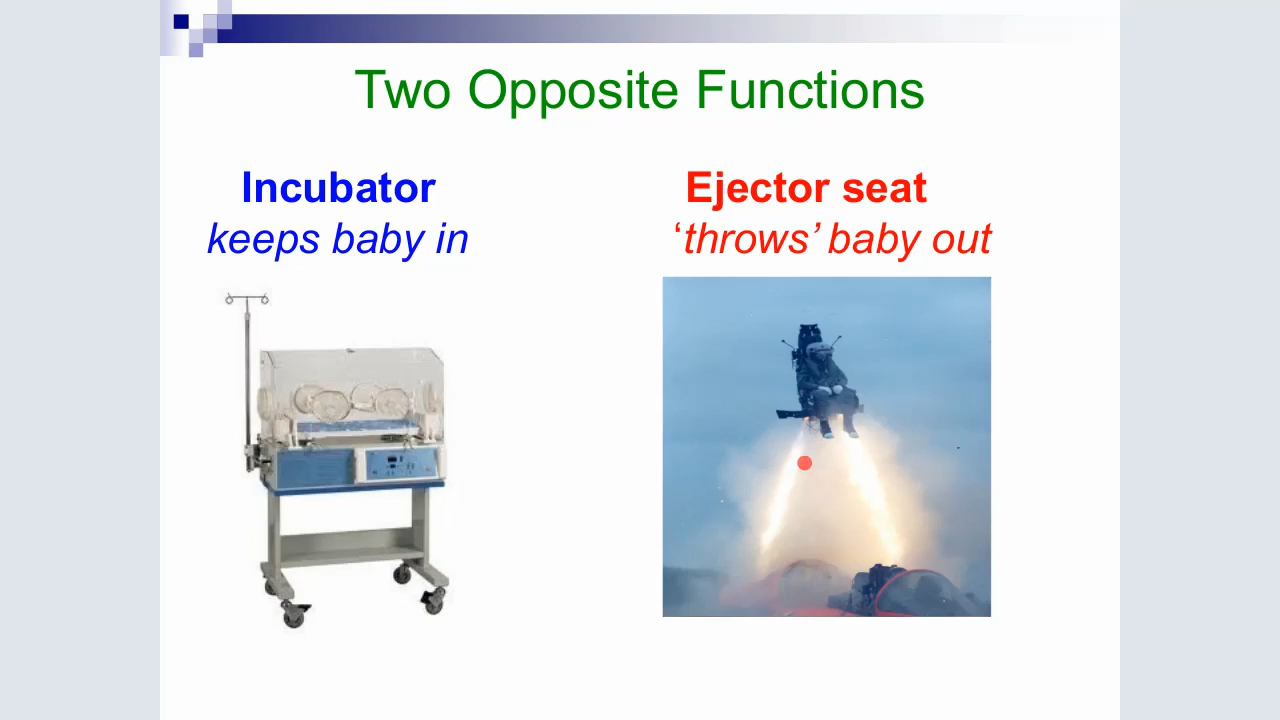 Two Opposite Functions
Incubator
keeps baby in
Ejector seat
‘throws’ baby out